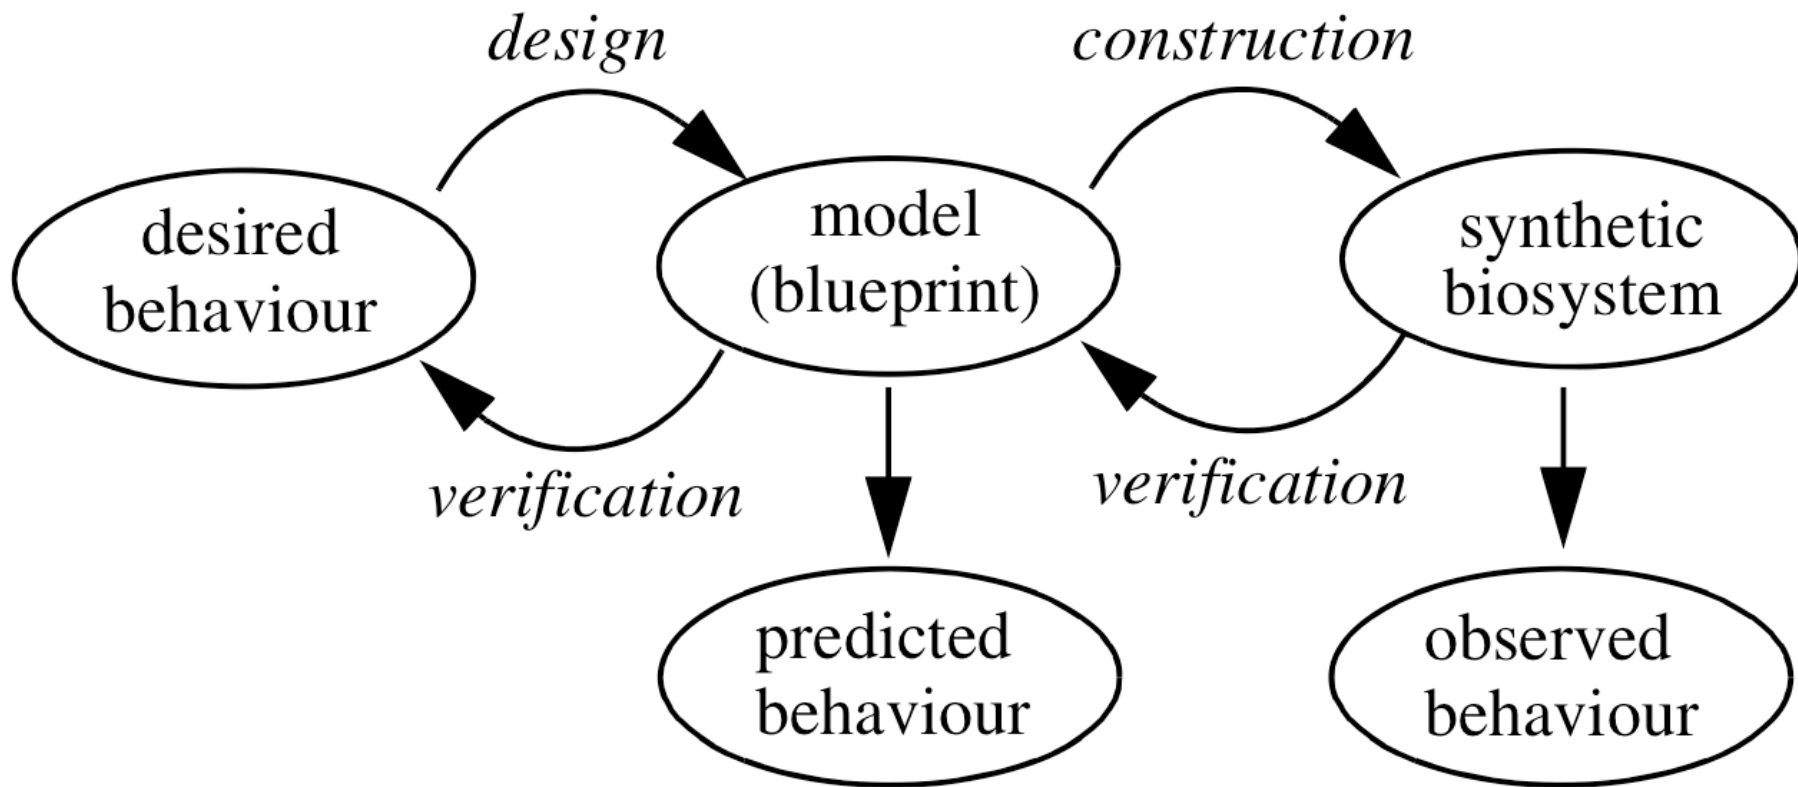 design
construction
desired
behaviour
model
(blueprint)
synthetic
biosystem
verification
verification
predicted
behaviour
observed
behaviour